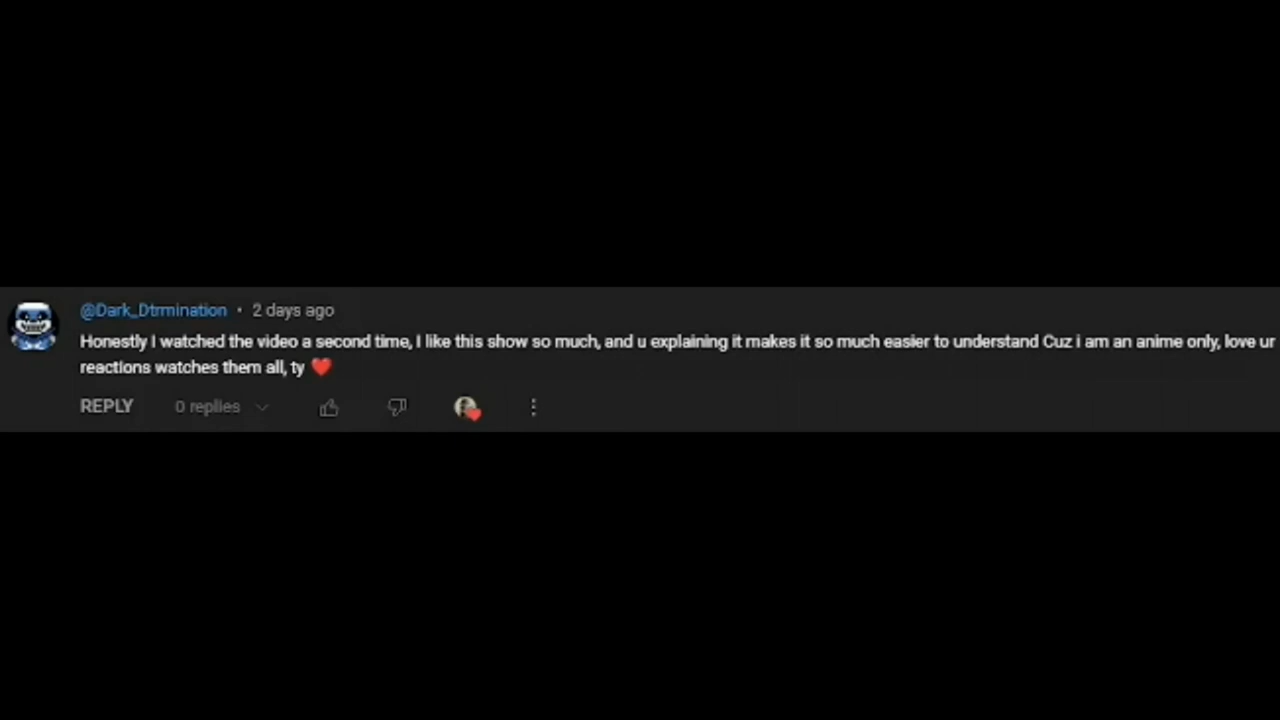 @Dark_Dtrmination • 2 days ago
Honestly I watched the video a second time, I like this show so much, and u explaining it makes it so much easier to understand Cuz i am an anime only, love ur
reactions watches them all, ty ❤️
REPLY 0 replies